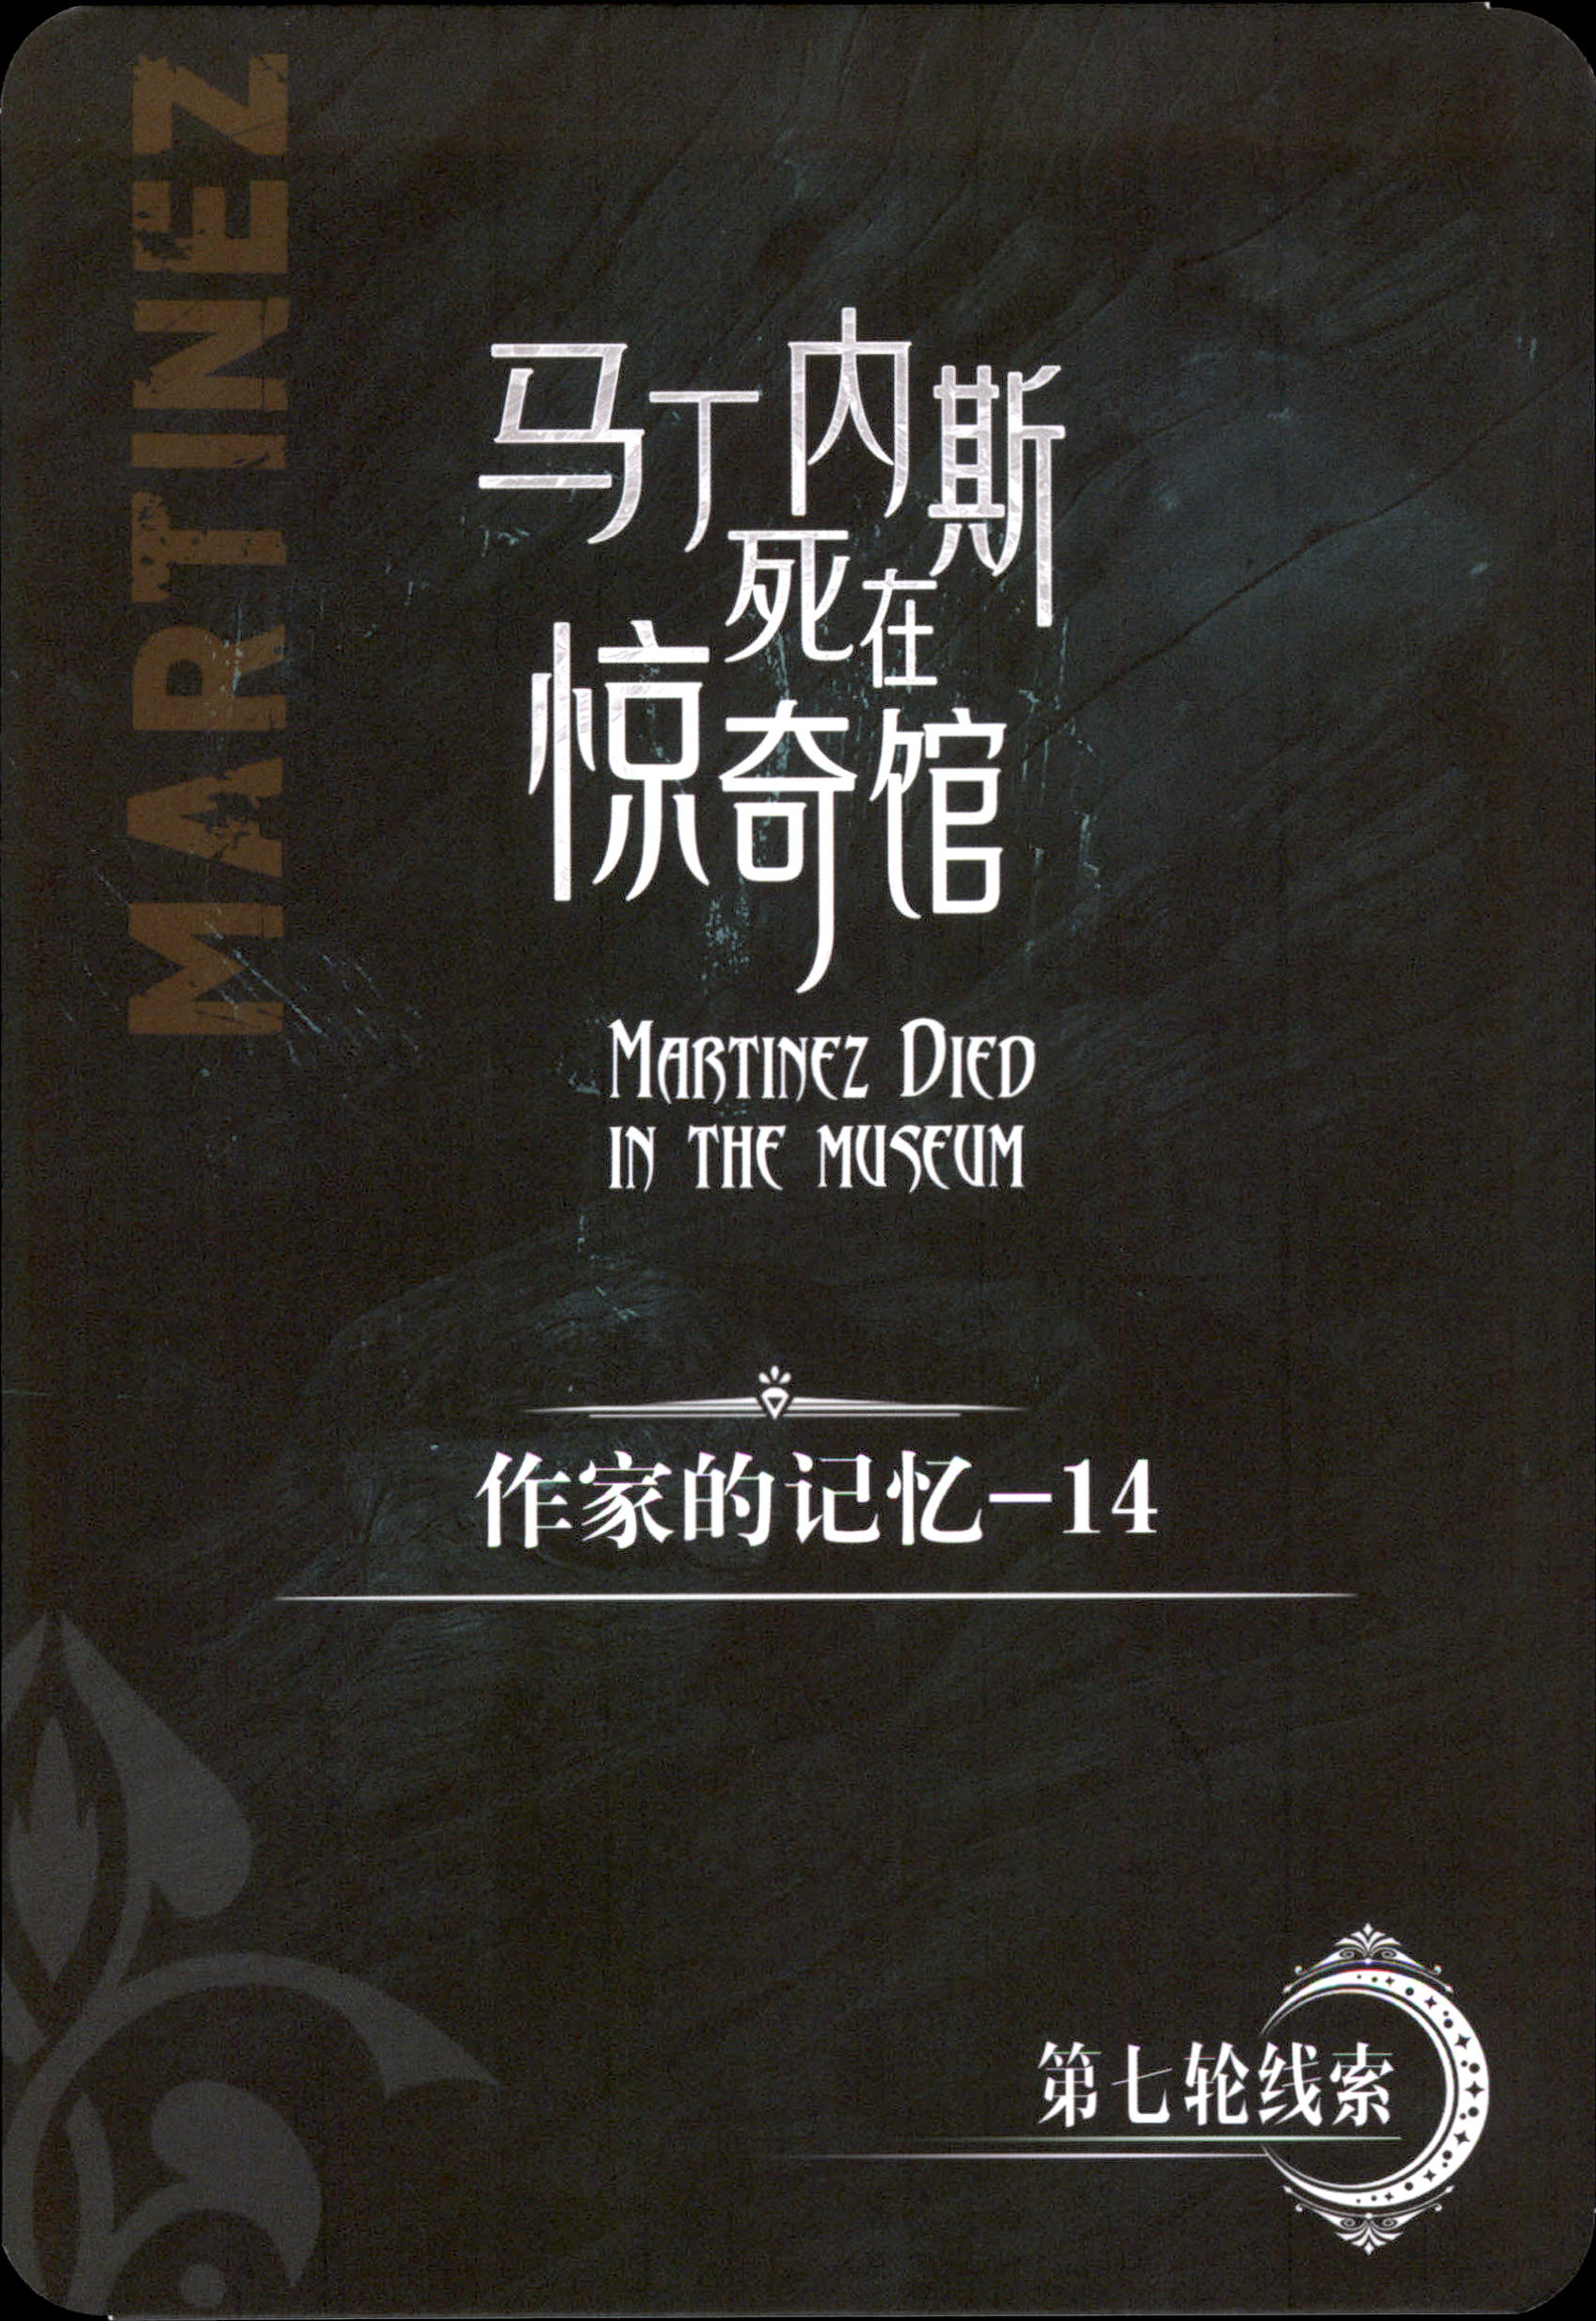 MARTINEZ
马丁内斯
死在
惊奇馆
MARTINEZ DIED
IN THE MUSEUM
作家的记忆-14
第七轮线索